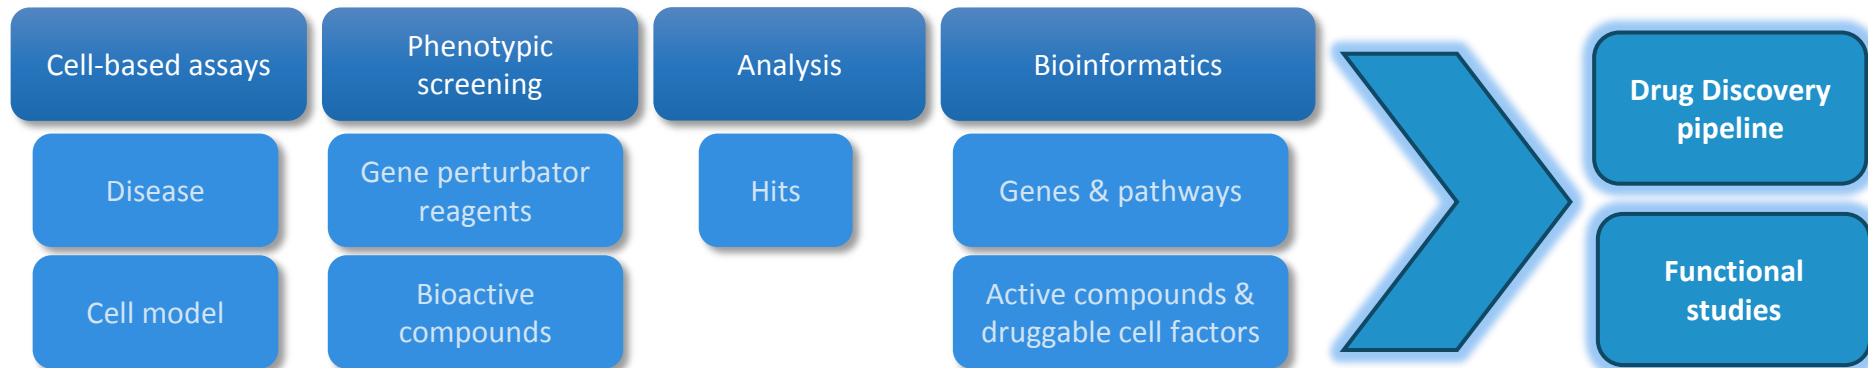 Cell-based assays
Disease
Cell model
Phenotypic
screening
Gene perturbator
reagents
Bioactive
compounds
Analysis
Hits
Bioinformatics
Genes & pathways
Active compounds &
druggable cell factors
Drug Discovery
pipeline
Functional
studies